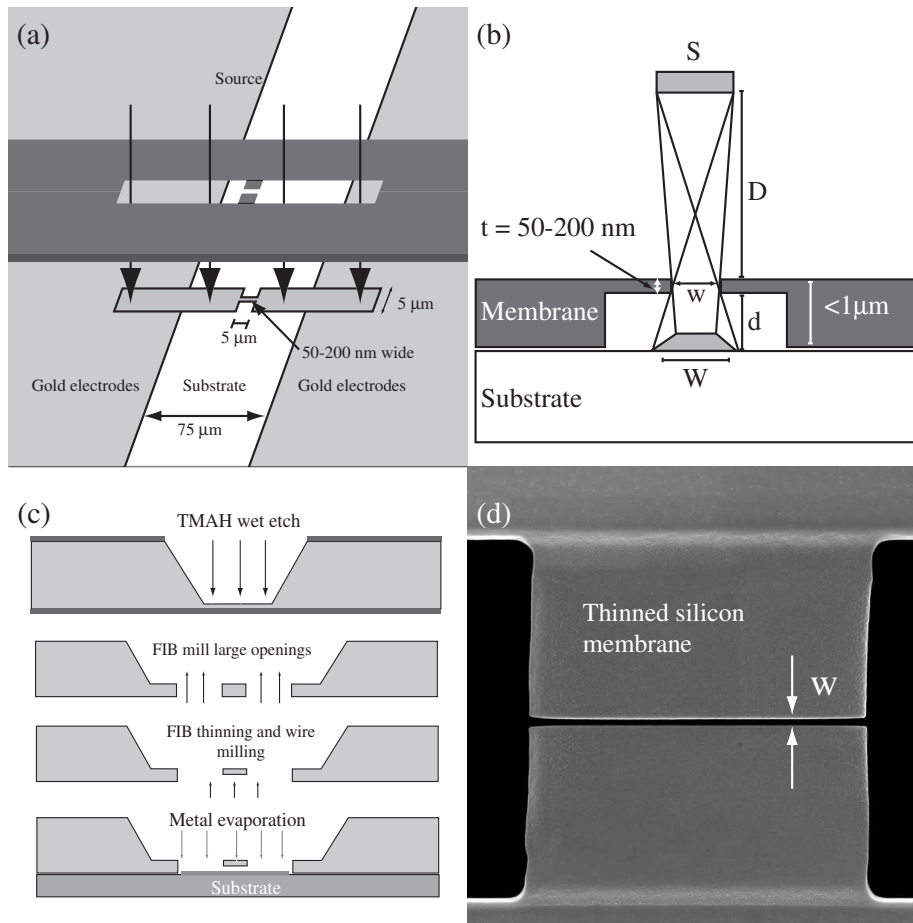 (a)
Source
5 μm
5 μm
50-200 nm wide
Gold electrodes
Substrate
Gold electrodes
75 μm
(b)
S
D
t = 50-200 nm
w
Membrane
d
<1μm
W
Substrate
(c)
TMAH wet etch
FIB mill large openings
FIB thinning and wire
milling
Metal evaporation
Substrate
(d)
Thinned silicon
membrane
w